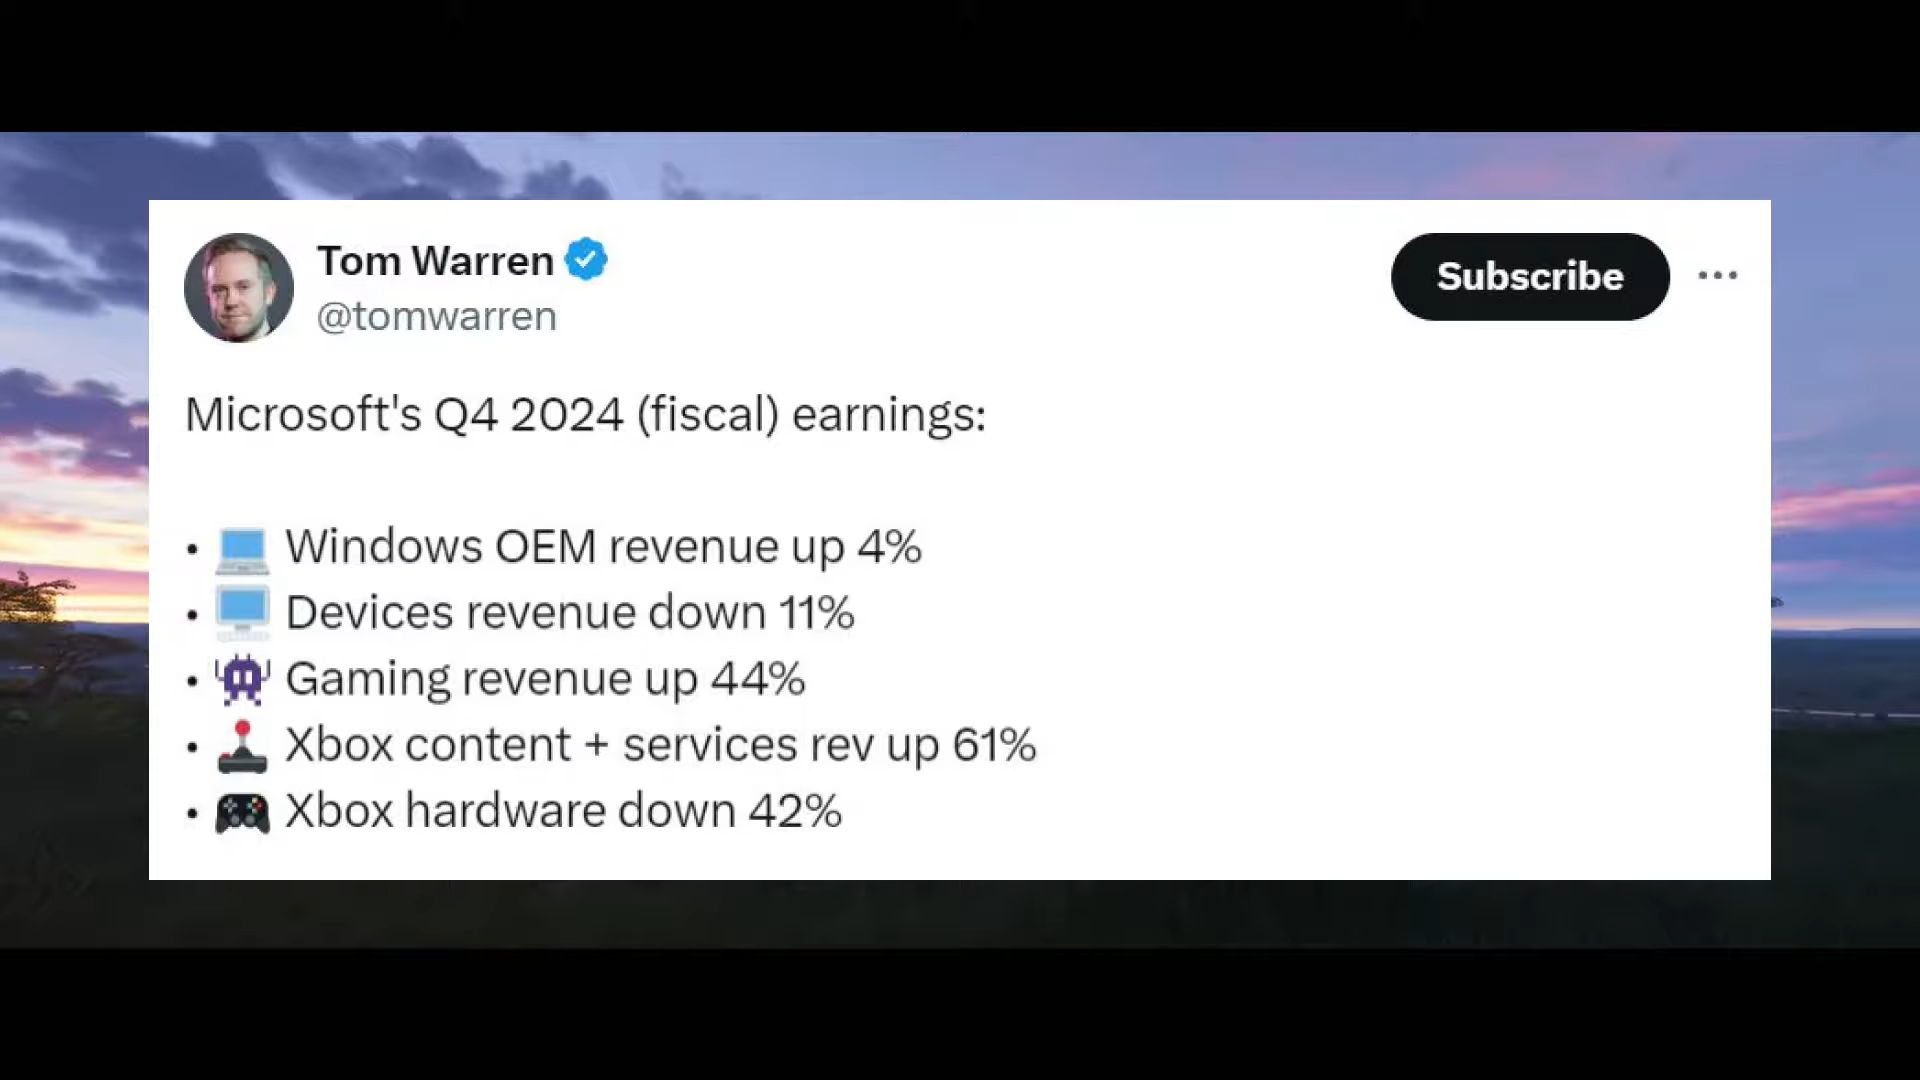 Tom Warren
@tomwarren
Subscribe
Microsoft's Q4 2024 (fiscal) earnings:
• 💻 Windows OEM revenue up 4%
• 🖥️ Devices revenue down 11%
• 👾 Gaming revenue up 44%
• 🕹️ Xbox content + services rev up 61%
• 🎮 Xbox hardware down 42%